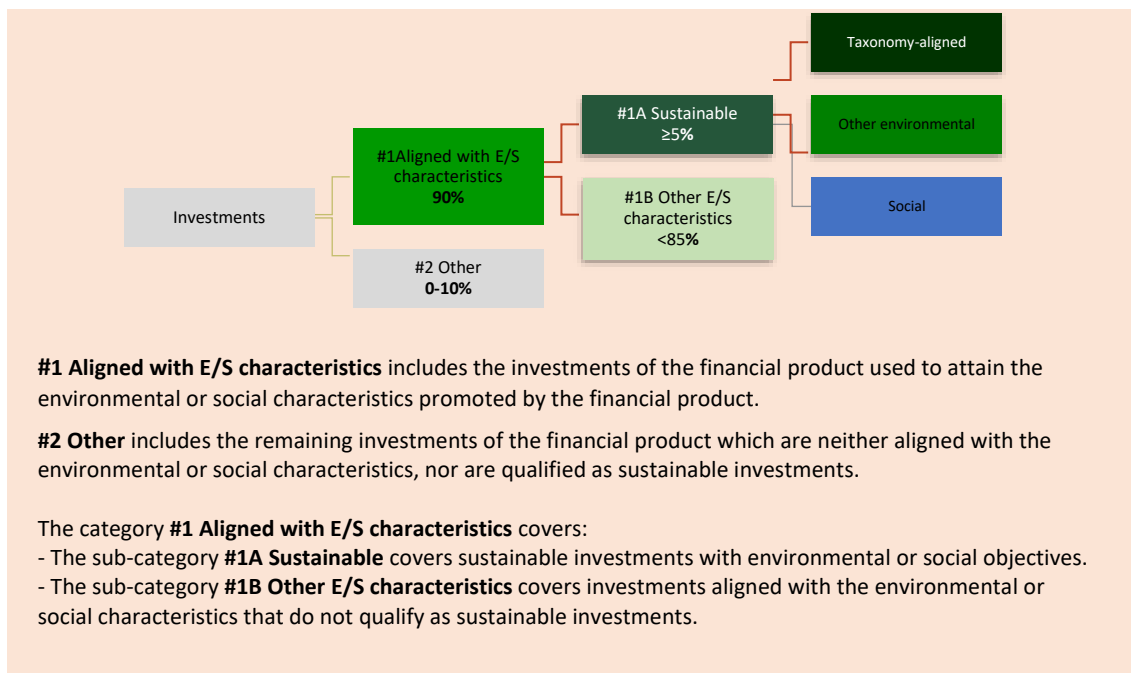 Taxonomy-aligned
#1A Sustainable
≥5%
Other environmental
#1Aligned with E/S
characteristics
90%
#1B Other E/S
characteristics
<85%
Social
Investments
#2 Other
0-10%
#1 Aligned with E/S characteristics includes the investments of the financial product used to attain the
environmental or social characteristics promoted by the financial product.
#2 Other includes the remaining investments of the financial product which are neither aligned with the
environmental or social characteristics, nor are qualified as sustainable investments.
The category #1 Aligned with E/S characteristics covers:
- The sub-category #1A Sustainable covers sustainable investments with environmental or social objectives.
- The sub-category #1B Other E/S characteristics covers investments aligned with the environmental or
social characteristics that do not qualify as sustainable investments.